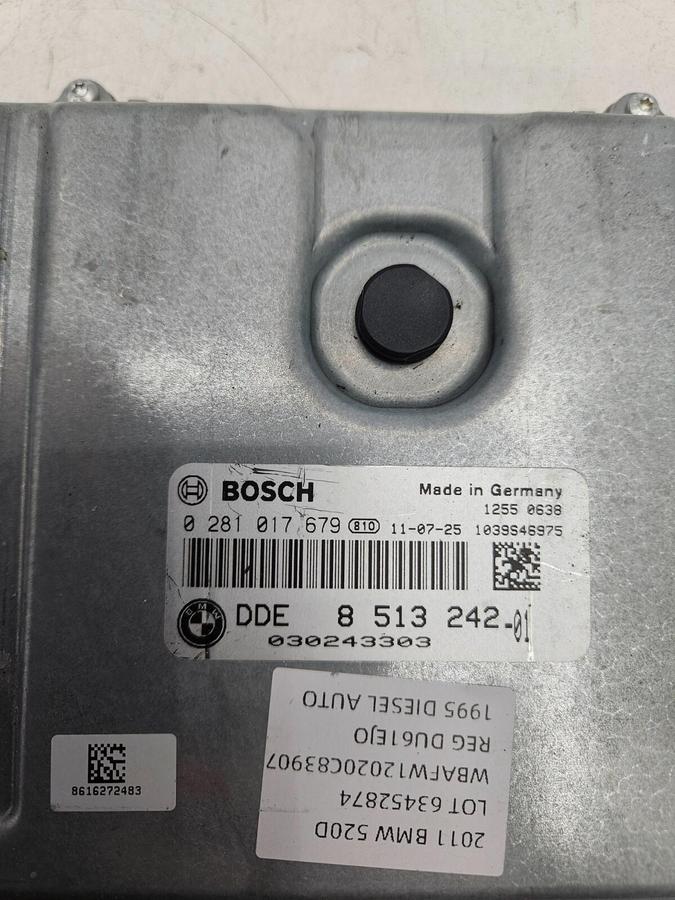 BOSCH
Made in Germany
1255 0638
0 281 017 679 810 11-07-25 1039S46975
BMW
DDE 8 513 242-01
030243303
8616272483
2011 BMW 520D
LOT 63452874
WBAFW12020C83907
REG DU61EJO
1995 DIESEL AUTO